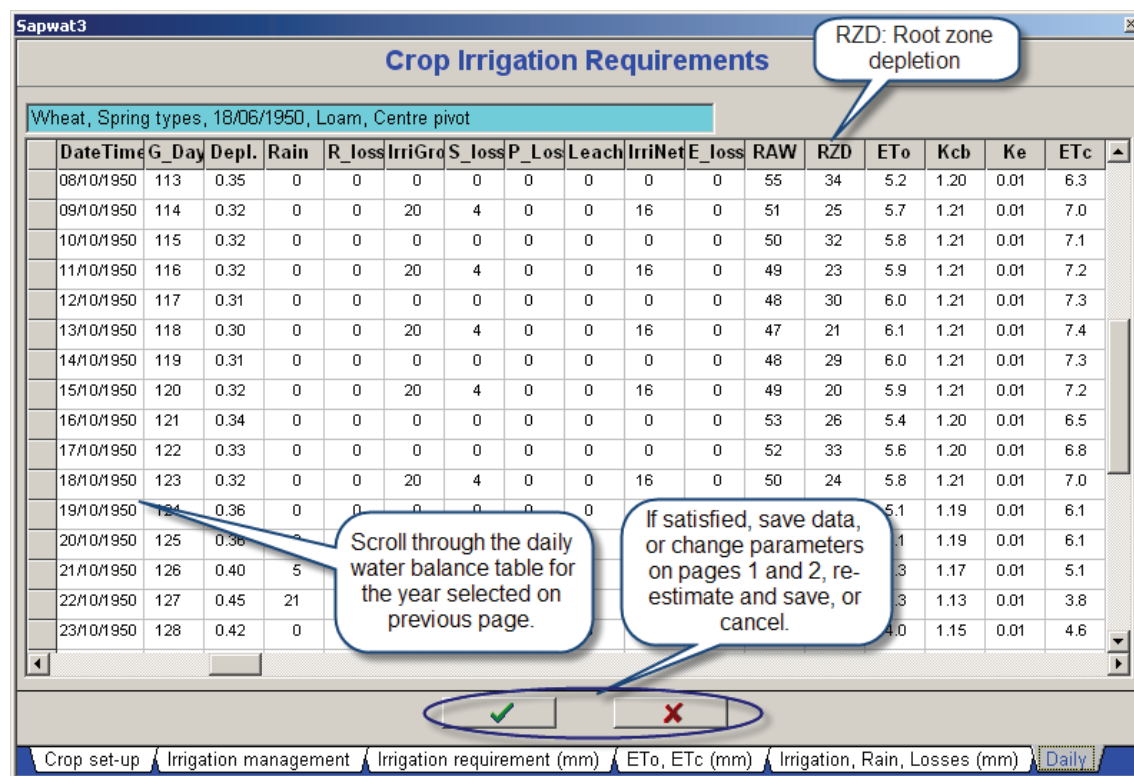 Sapwat3
Crop Irrigation Requirements
RZD: Root zone
depletion
Wheat, Spring types, 18/06/1950, Loam, Centre pivot
DateTime G_Day Depl. Rain R_loss IrriGro S_loss P_Los Leach IrriNet E_loss RAW RZD ETo Kcb Ke ETc
08/10/1950 113 0.35 0 0 0 0 0 0 0 0 55 34 5.2 1.20 0.01 6.3
09/10/1950 114 0.32 0 0 20 4 0 0 16 0 51 25 5.7 1.21 0.01 7.0
10/10/1950 115 0.32 0 0 0 0 0 0 0 0 50 32 5.8 1.21 0.01 7.1
11/10/1950 116 0.32 0 0 20 4 0 0 16 0 49 23 5.9 1.21 0.01 7.2
12/10/1950 117 0.31 0 0 0 0 0 0 0 0 48 30 6.0 1.21 0.01 7.3
13/10/1950 118 0.30 0 0 20 4 0 0 16 0 47 21 6.1 1.21 0.01 7.4
14/10/1950 119 0.31 0 0 0 0 0 0 0 0 48 29 6.0 1.21 0.01 7.3
15/10/1950 120 0.32 0 0 20 4 0 0 16 0 49 20 5.9 1.21 0.01 7.2
16/10/1950 121 0.34 0 0 0 0 0 0 0 0 53 26 5.4 1.20 0.01 6.5
17/10/1950 122 0.33 0 0 0 0 0 0 0 0 52 33 5.6 1.20 0.01 6.8
18/10/1950 123 0.32 0 0 20 4 0 0 16 0 50 24 5.8 1.21 0.01 7.0
19/10/1950 124 0.36 0 0 0 0 0 0 5.1 1.19 0.01 6.1
20/10/1950 125 0.36 1.19 0.01 6.1
21/10/1950 126 0.40 5 1.17 0.01 5.1
22/10/1950 127 0.45 21 1.13 0.01 3.8
23/10/1950 128 0.42 0 4.0 1.15 0.01 4.6
Scroll through the daily
water balance table for
the year selected on
previous page.
If satisfied, save data,
or change parameters
on pages 1 and 2, re-
estimate and save, or
cancel.
Crop set-up Irrigation management Irrigation requirement (mm) ETo, ETc (mm) Irrigation, Rain, Losses (mm) Daily